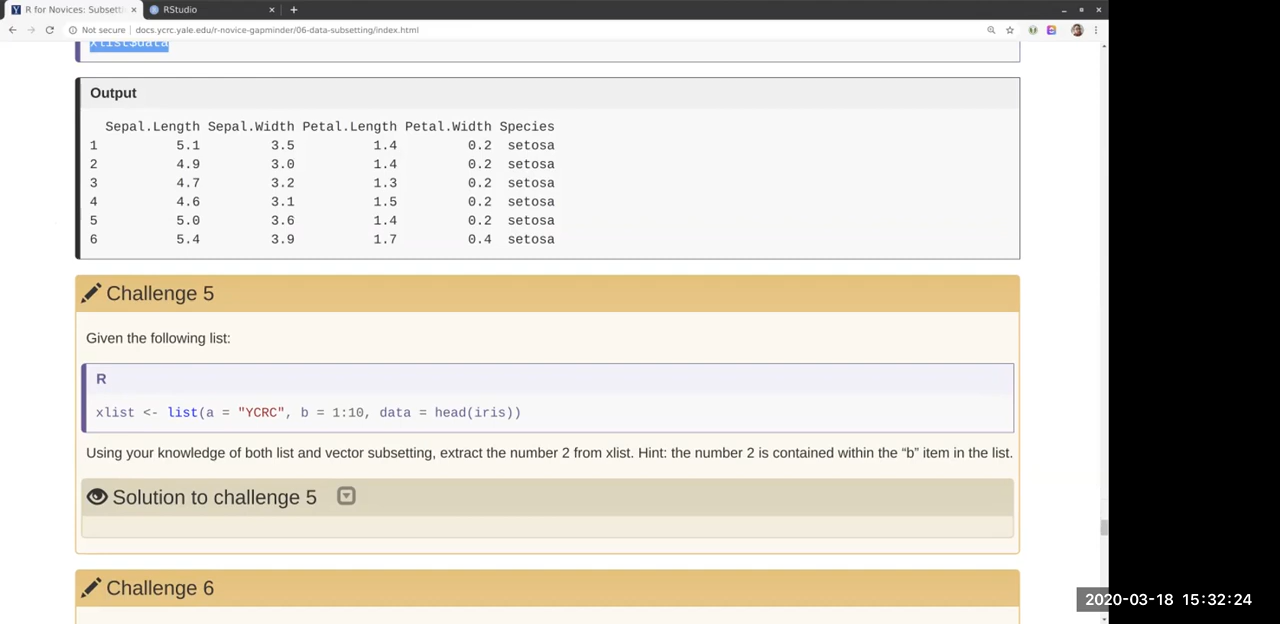 R for Novices: Subsetti
RStudio
Not secure | docs.ycrc.yale.edu/r-novice-gapminder/06-data-subsetting/index.html
xlist$data
Output
Sepal.Length Sepal.Width Petal.Length Petal.Width Species
1 5.1 3.5 1.4 0.2 setosa
2 4.9 3.0 1.4 0.2 setosa
3 4.7 3.2 1.3 0.2 setosa
4 4.6 3.1 1.5 0.2 setosa
5 5.0 3.6 1.4 0.2 setosa
6 5.4 3.9 1.7 0.4 setosa
Challenge 5
Given the following list:
R
xlist <- list(a = "YCRC", b = 1:10, data = head(iris))
Using your knowledge of both list and vector subsetting, extract the number 2 from xlist. Hint: the number 2 is contained within the “b” item in the list.
Solution to challenge 5
Challenge 6
2020-03-18 15:32:24